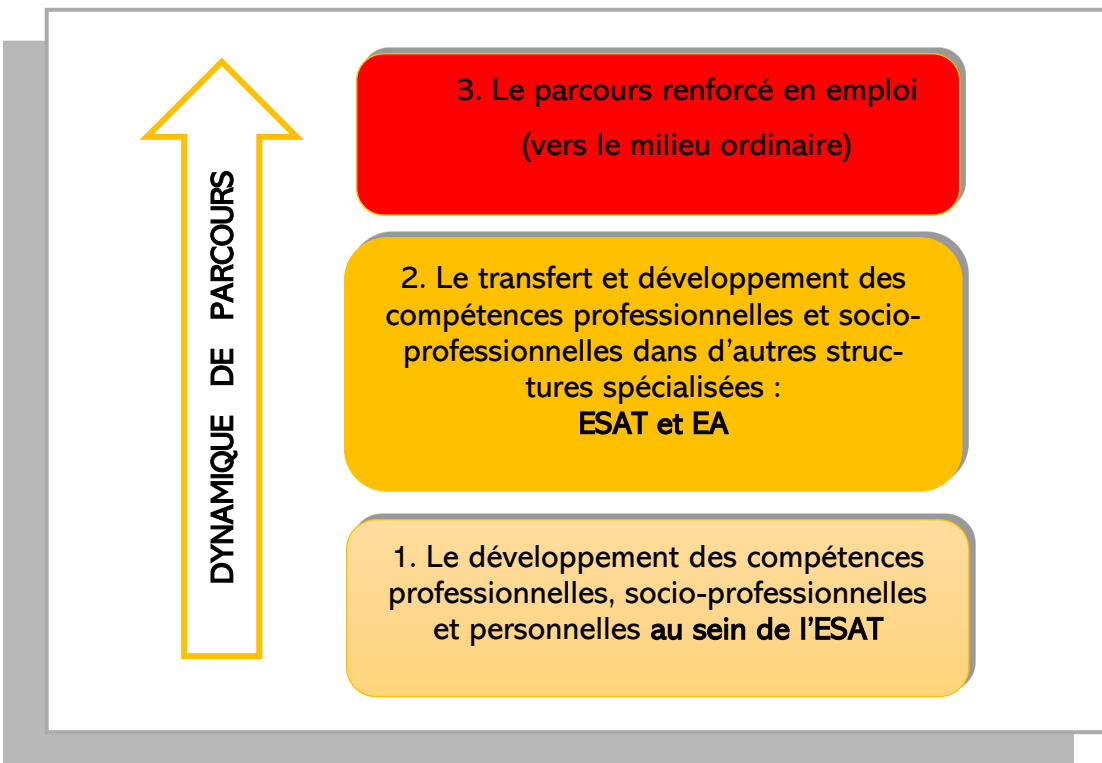 DYNAMIQUE DE PARCOURS
3. Le parcours renforcé en emploi
(vers le milieu ordinaire)
2. Le transfert et développement des
compétences professionnelles et socio-
professionnelles dans d’autres struc-
tures spécialisées :
ESAT et EA
1. Le développement des compétences
professionnelles, socio-professionnelles
et personnelles au sein de l’ESAT